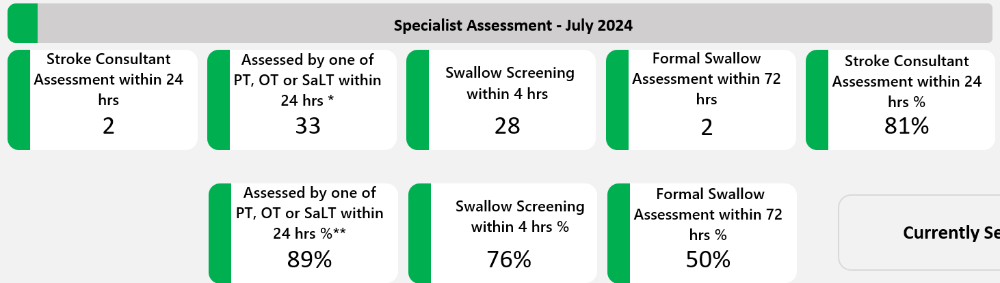 Specialist Assessment - July 2024
Stroke Consultant
Assessment within 24
hrs
2
Assessed by one of
PT, OT or SaLT within
24 hrs *
33
Swallow Screening
within 4 hrs
28
Formal Swallow
Assessment within 72
hrs
2
Stroke Consultant
Assessment within 24
hrs %
81%
Assessed by one of
PT, OT or SaLT within
24 hrs %**
89%
Swallow Screening
within 4 hrs %
76%
Formal Swallow
Assessment within 72
hrs %
50%
Currently Se